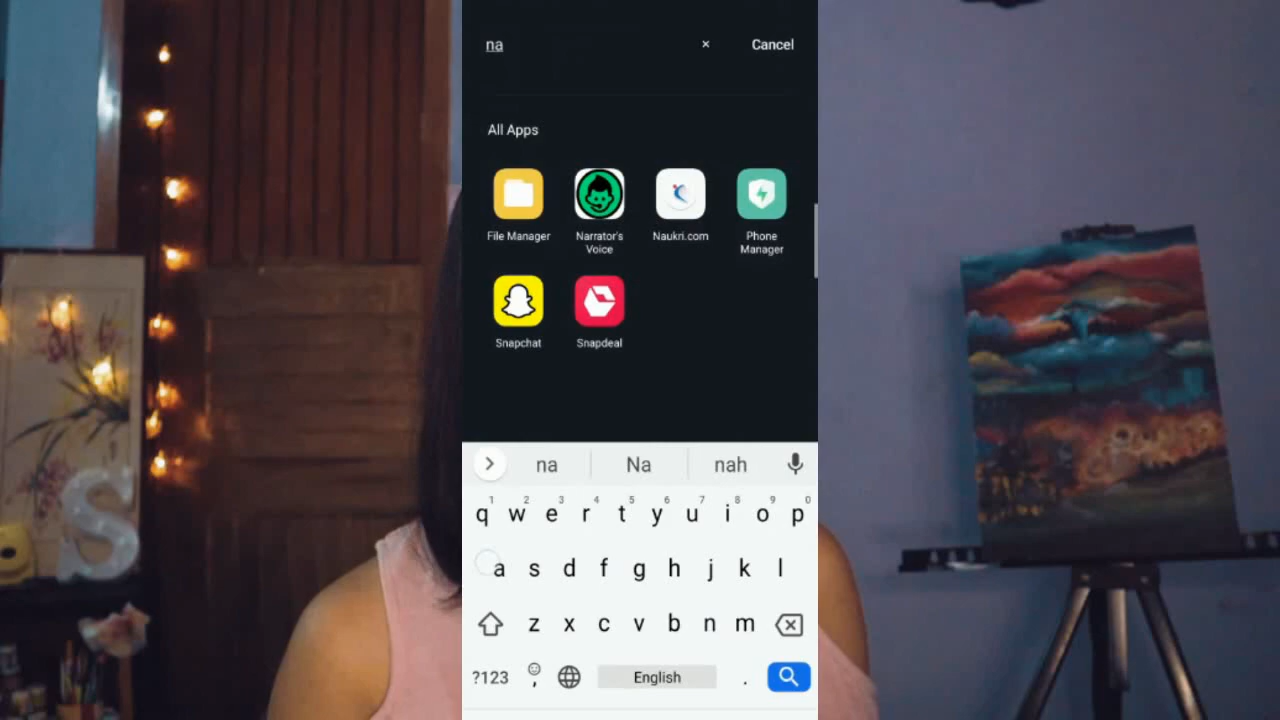 na × Cancel
All Apps
File Manager Narrator's Voice Naukri.com Phone Manager
Snapchat Snapdeal
na Na nah
1 2 3 4 5 6 7 8 9 0
q w e r t y u i o p
a s d f g h j k l
z x c v b n m
?123 , English .
S